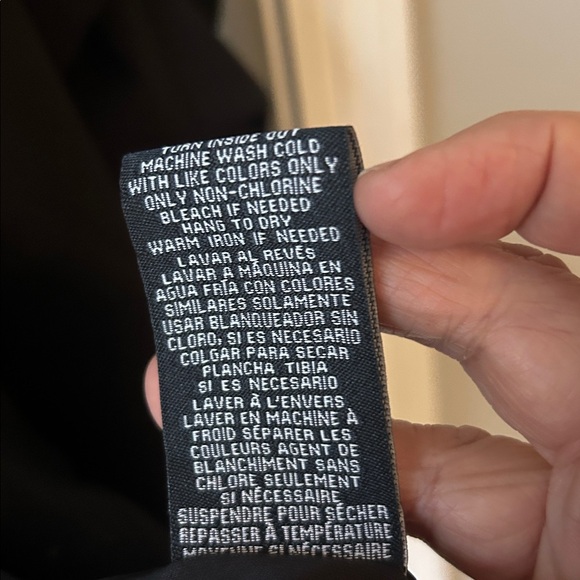 TURN INSIDE OUT
MACHINE WASH COLD
WITH LIKE COLORS ONLY
ONLY NON-CHLORINE
BLEACH IF NEEDED
HANG TO DRY
WARM IRON IF NEEDED
LAVAR AL REVÉS
LAVAR A MÁQUINA EN
AGUA FRÍA CON COLORES
SIMILARES SOLAMENTE
USAR BLANQUEADOR SIN
CLORO, SI ES NECESARIO
COLGAR PARA SECAR
PLANCHA TIBIA
SI ES NECESARIO
LAVER À L'ENVERS
LAVER EN MACHINE À
FROID SÉPARER LES
COULEURS AGENT DE
BLANCHIMENT SANS
CHLORE SEULEMENT
SI NÉCESSAIRE
SUSPENDRE POUR SÉCHER
REPASSER À TEMPÉRATURE
MOYENNE SI NÉCESSAIRE